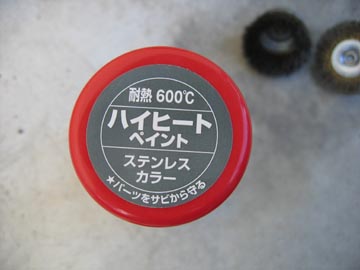 耐熱 600℃
ハイヒート
ペイント
ステンレス
カラー
★パーツをサビから守る